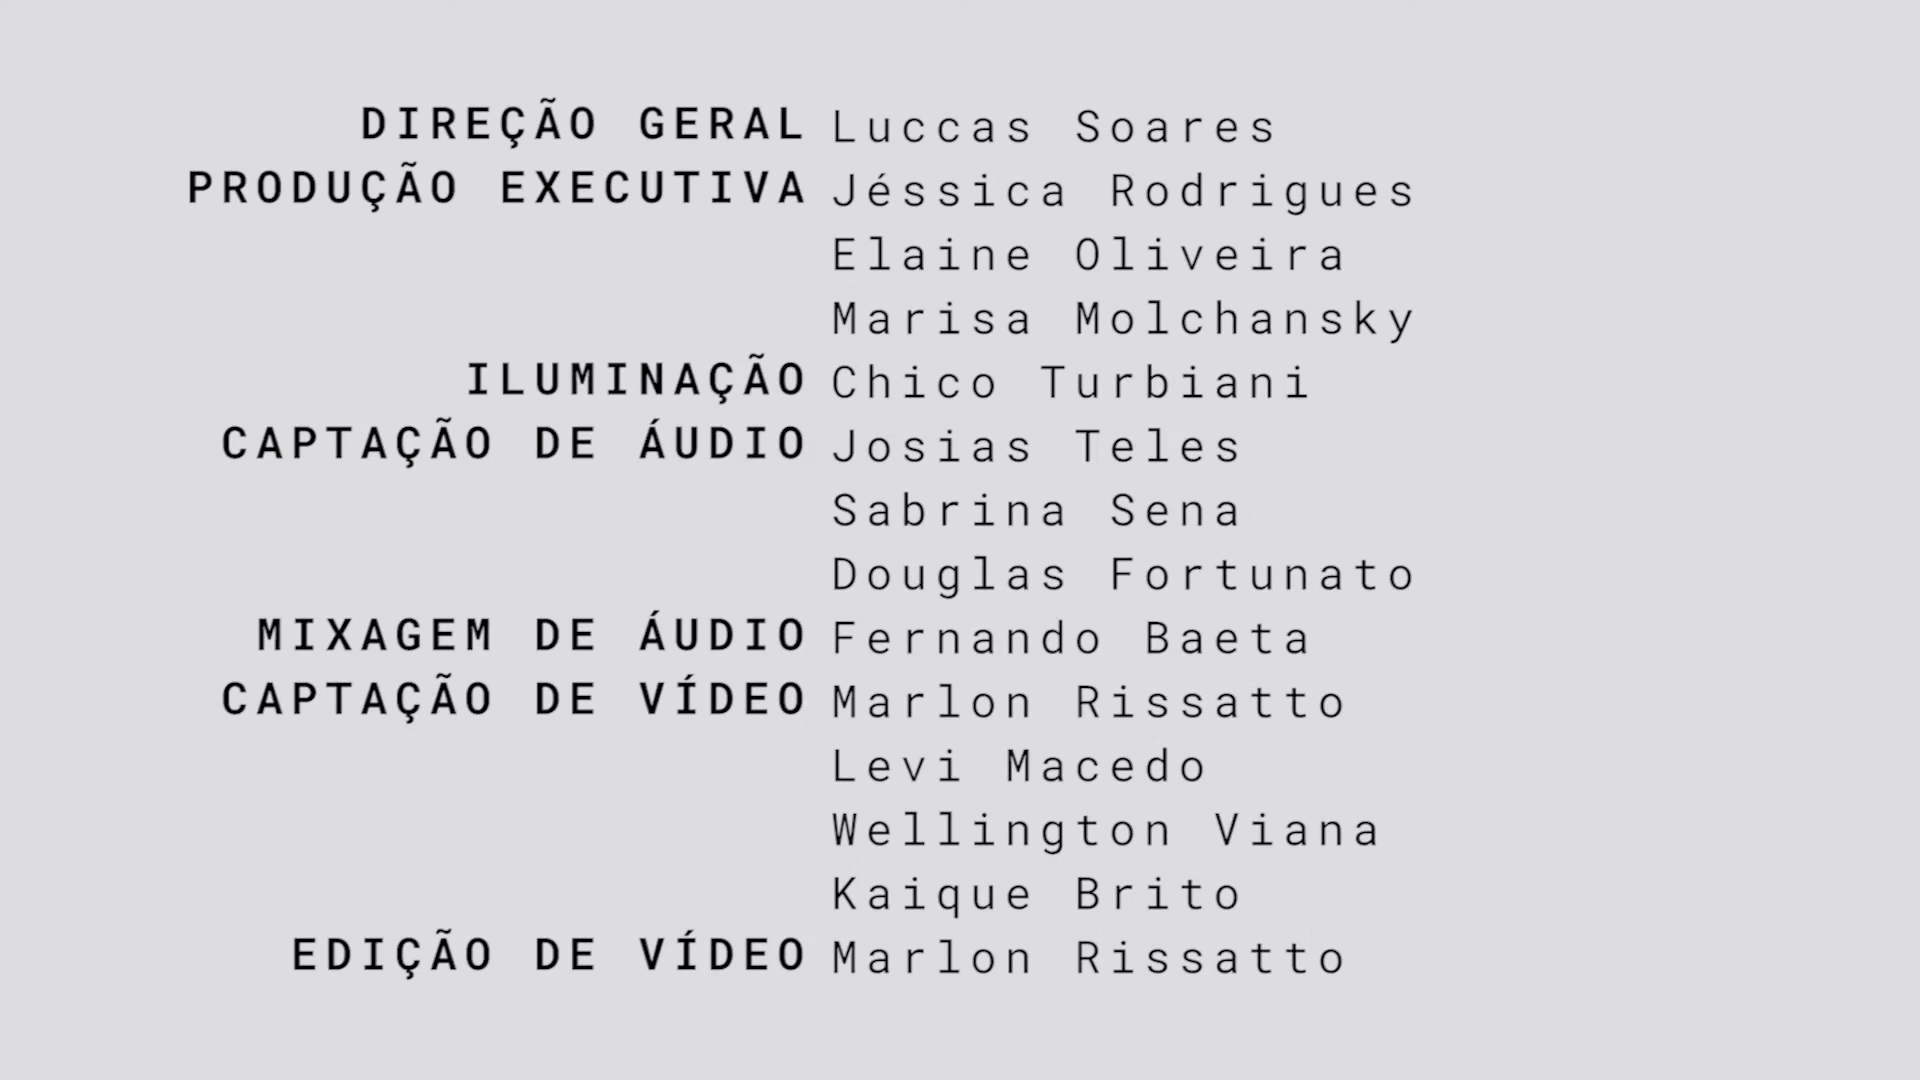 DIREÇÃO GERAL Luccas Soares
PRODUÇÃO EXECUTIVA Jéssica Rodrigues
Elaine Oliveira
Marisa Molchansky
ILUMINAÇÃO Chico Turbiani
CAPTAÇÃO DE ÁUDIO Josias Teles
Sabrina Sena
Douglas Fortunato
MIXAGEM DE ÁUDIO Fernando Baeta
CAPTAÇÃO DE VÍDEO Marlon Rissatto
Levi Macedo
Wellington Viana
Kaique Brito
EDIÇÃO DE VÍDEO Marlon Rissatto